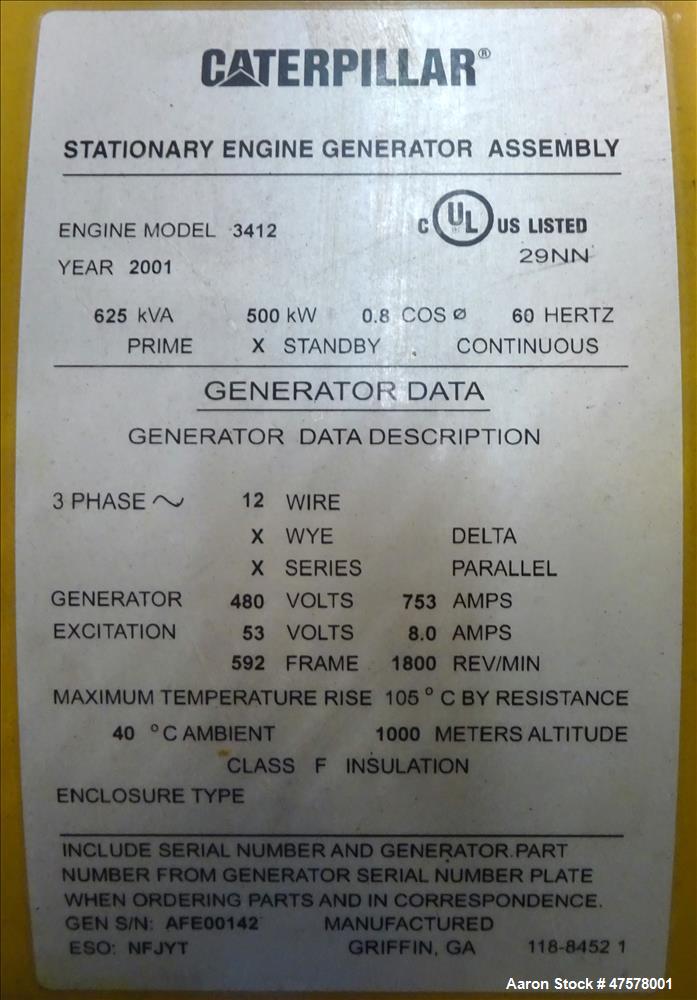 CATERPILLAR®
STATIONARY ENGINE GENERATOR ASSEMBLY
ENGINE MODEL 3412
C UL US LISTED
29NN
YEAR 2001
625 kVA 500 kW 0.8 COS ø 60 HERTZ
PRIME X STANDBY CONTINUOUS
GENERATOR DATA
GENERATOR DATA DESCRIPTION
3 PHASE ~ 12 WIRE
X WYE DELTA
X SERIES PARALLEL
GENERATOR 480 VOLTS 753 AMPS
EXCITATION 53 VOLTS 8.0 AMPS
592 FRAME 1800 REV/MIN
MAXIMUM TEMPERATURE RISE 105 ° C BY RESISTANCE
40 °C AMBIENT 1000 METERS ALTITUDE
CLASS F INSULATION
ENCLOSURE TYPE
INCLUDE SERIAL NUMBER AND GENERATOR PART
NUMBER FROM GENERATOR SERIAL NUMBER PLATE
WHEN ORDERING PARTS AND IN CORRESPONDENCE.
GEN S/N: AFE00142 MANUFACTURED
ESO: NFJYT GRIFFIN, GA 118-8452 1
Aaron Stock # 47578001